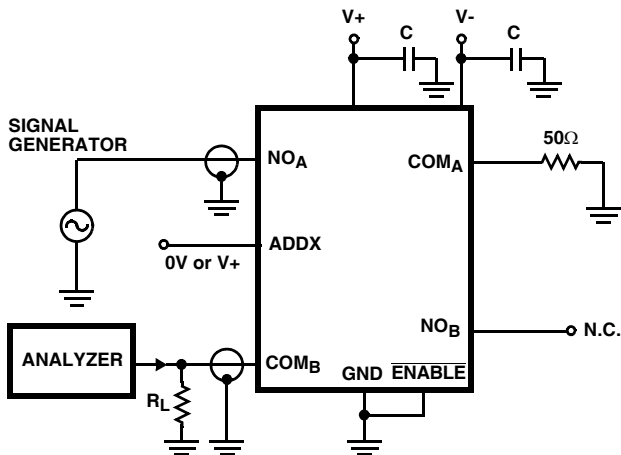 V+
C
V-
C
SIGNAL
GENERATOR
NOA
COMA
50Ω
ADDX
0V or V+
NOB
N.C.
ANALYZER
COMB
RL
GND
ENABLE